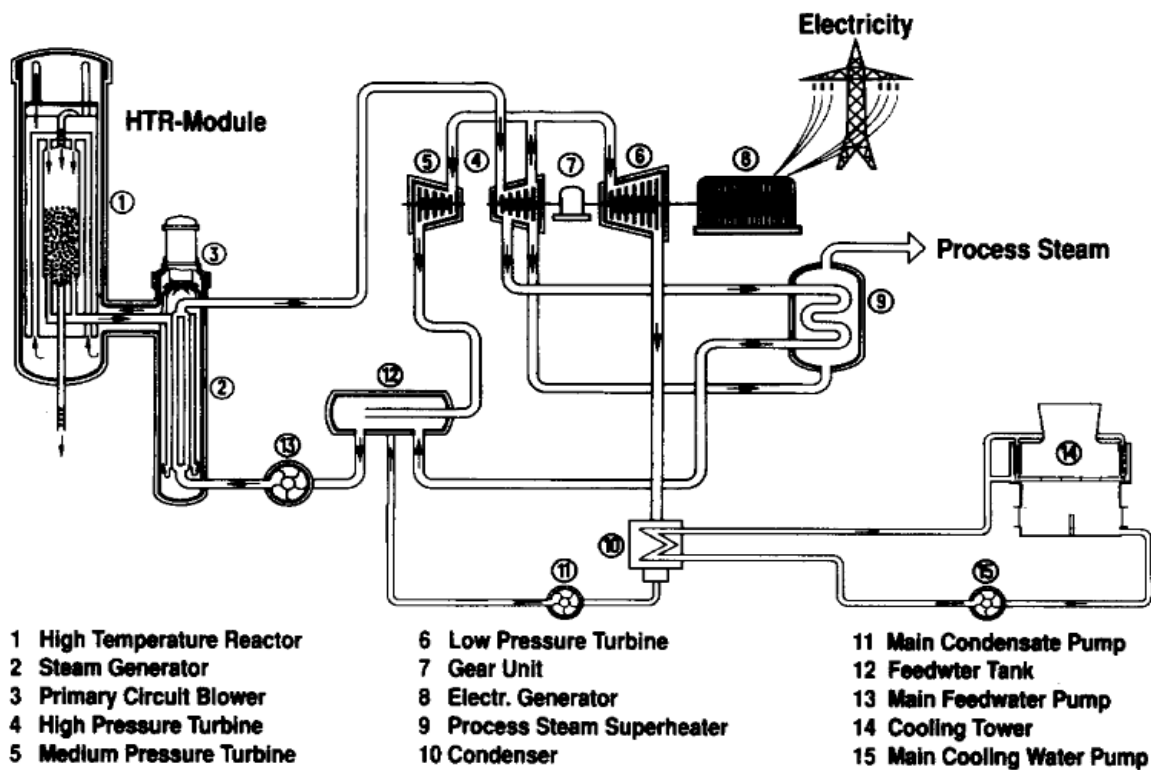 Electricity
HTR-Module
①
③
②
⑤
④
⑦
⑥
⑧
Process Steam
⑨
⑫
⑬
⑩
⑪
⑭
⑮
1 High Temperature Reactor
2 Steam Generator
3 Primary Circuit Blower
4 High Pressure Turbine
5 Medium Pressure Turbine
6 Low Pressure Turbine
7 Gear Unit
8 Electr. Generator
9 Process Steam Superheater
10 Condenser
11 Main Condensate Pump
12 Feedwter Tank
13 Main Feedwater Pump
14 Cooling Tower
15 Main Cooling Water Pump